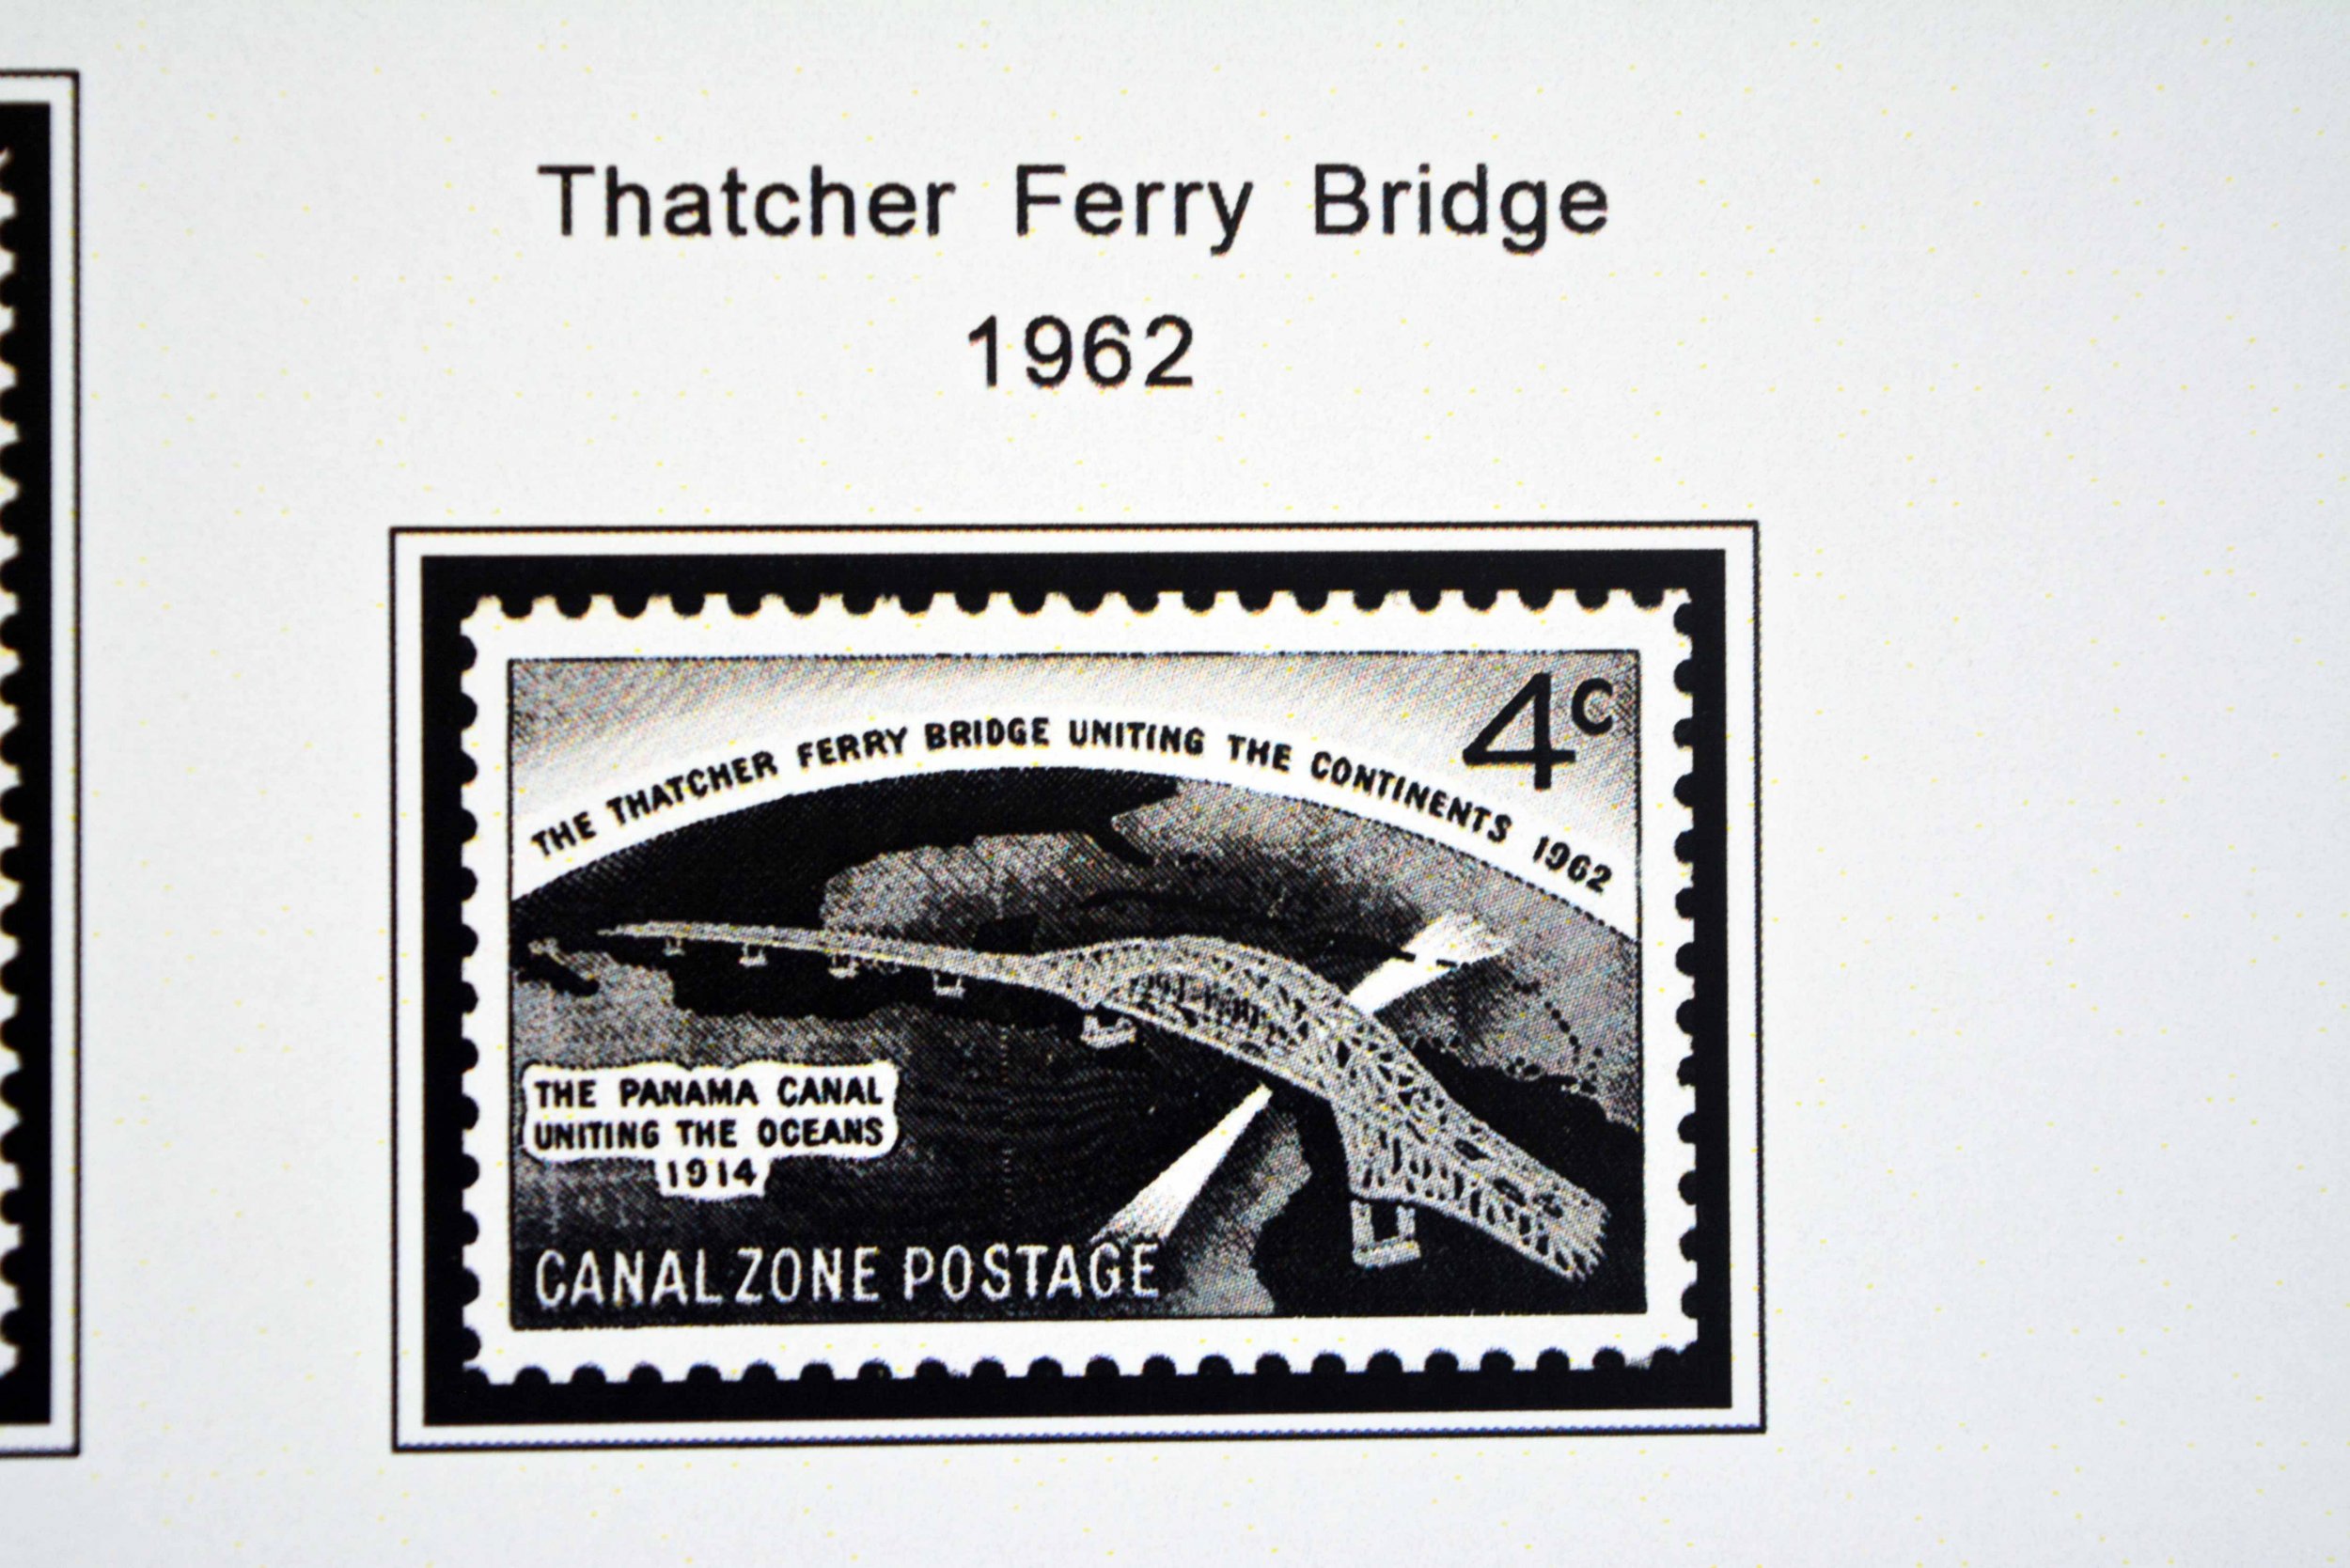 Thatcher Ferry Bridge
1962
4c
THE THATCHER FERRY BRIDGE UNITING THE CONTINENTS 1962
THE PANAMA CANAL
UNITING THE OCEANS
1914
CANAL ZONE POSTAGE